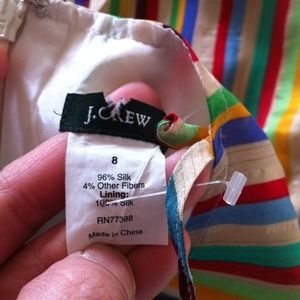 J.CREW
8
96% Silk
4% Other Fibers
Lining:
100% Silk
RN77388
Made in China